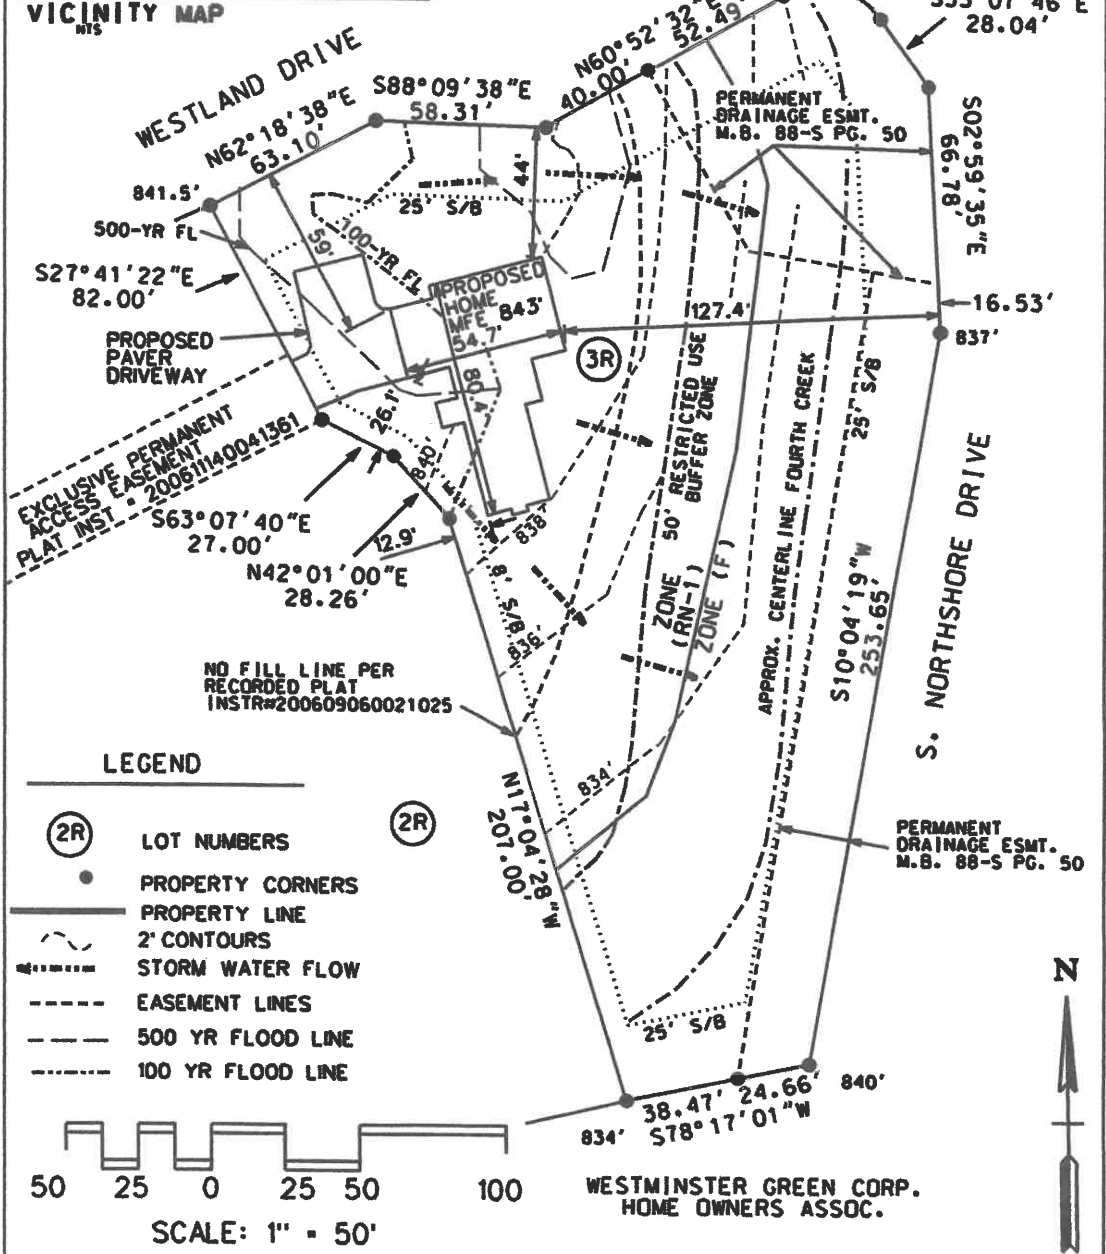 VICINITY MAP
NTS
WESTLAND DRIVE
N62°18'38"E
63.10'
S88°09'38"E
58.31'
N60°52'32"E
40.00'
52.49'
S53°07'46"E
28.04'
PERMANENT
DRAINAGE ESMT.
M.B. 88-S PG. 50
S02°59'35"E
66.78'
841.5'
500-YR FL
S27°41'22"E
82.00'
25' S/B
44'
59'
100-YR FL
PROPOSED
HOME
MFE 843'
54.7'
127.4'
16.53'
837'
PROPOSED
PAVER
DRIVEWAY
3R
EXCLUSIVE PERMANENT
ACCESS EASEMENT
PLAT INST = 200611140041361
26.1'
840'
S63°07'40"E
27.00'
N42°01'00"E
28.26'
12.9'
838'
8' S/B
836'
50' RESTRICTED USE
BUFFER ZONE
ZONE
(RN-1)
ZONE (F)
APPROX. CENTERLINE FOURTH CREEK
25' S/B
S10°04'19"W
253.65'
S. NORTHSHORE DRIVE
NO FILL LINE PER
RECORDED PLAT
INSTR#200609060021025
834'
N17°04'28"W
207.00'
PERMANENT
DRAINAGE ESMT.
M.B. 88-S PG. 50
LEGEND
2R LOT NUMBERS
2R
PROPERTY CORNERS
PROPERTY LINE
2' CONTOURS
STORM WATER FLOW
EASEMENT LINES
500 YR FLOOD LINE
100 YR FLOOD LINE
25' S/B
38.47' 24.66' 840'
834' S78°17'01"W
N
50 25 0 25 50 100
SCALE: 1" = 50'
WESTMINSTER GREEN CORP.
HOME OWNERS ASSOC.